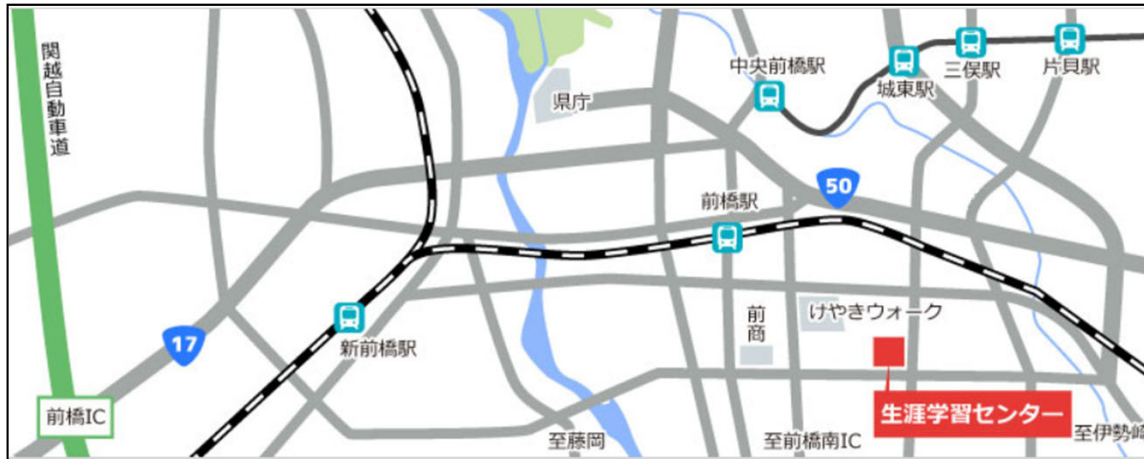 関越自動車道
中央前橋駅
城東駅
三俣駅
片貝駅
県庁
前橋駅
50
17
新前橋駅
前商
けやきウォーク
前橋IC
生涯学習センター
至藤岡
至前橋南IC
至伊勢崎